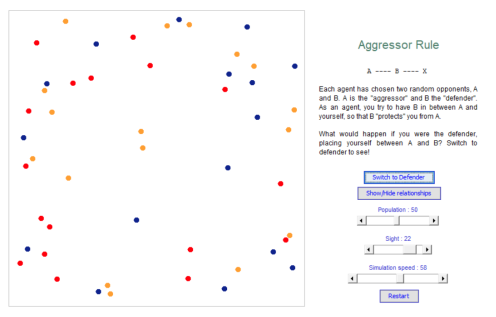 Aggressor Rule
A ---- B ---- X
Each agent has chosen two random opponents, A
and B. A is the "aggressor" and B the "defender".
As an agent, you try to have B in between A and
yourself, so that B "protects" you from A.
What would happen if you were the defender,
placing yourself between A and B? Switch to
defender to see!
Switch to Defender
Show/Hide relationships
Population : 50
Sight : 22
Simulation speed : 58
Restart